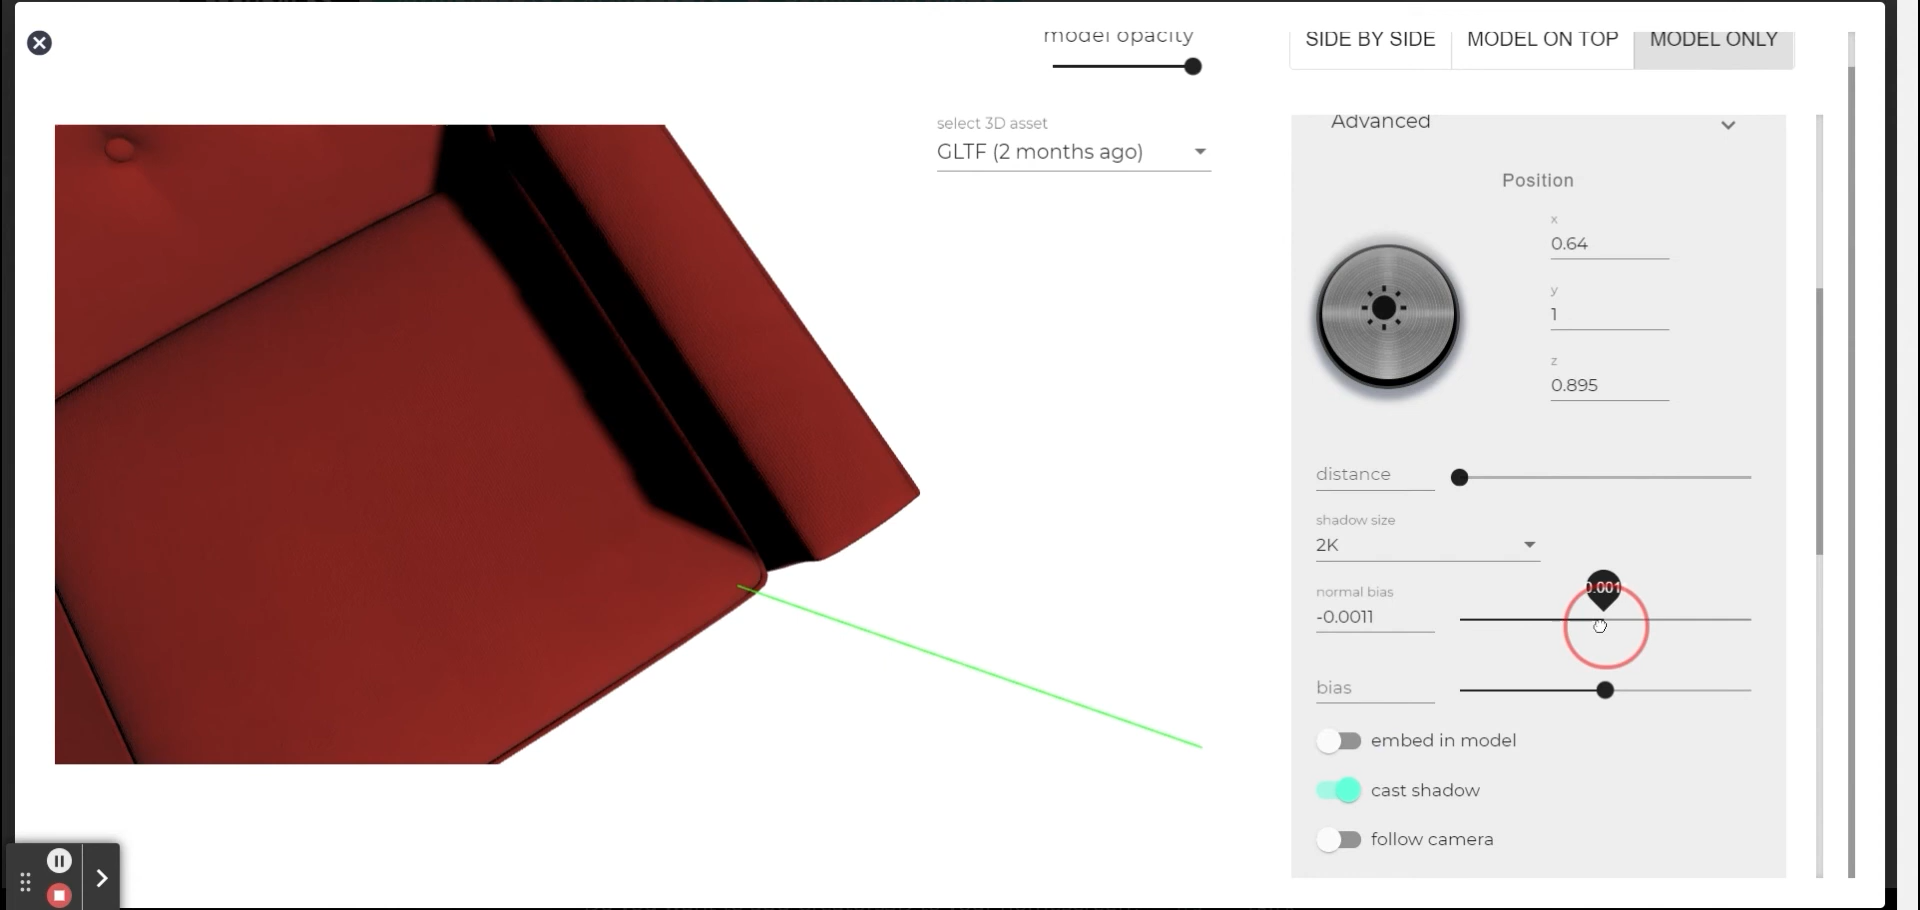 model opacity
SIDE BY SIDE
MODEL ON TOP
MODEL ONLY
select 3D asset
GLTF (2 months ago)
Advanced
Position
x
0.64
y
1
z
0.895
distance
shadow size
2K
normal bias
-0.0011
bias
embed in model
cast shadow
follow camera